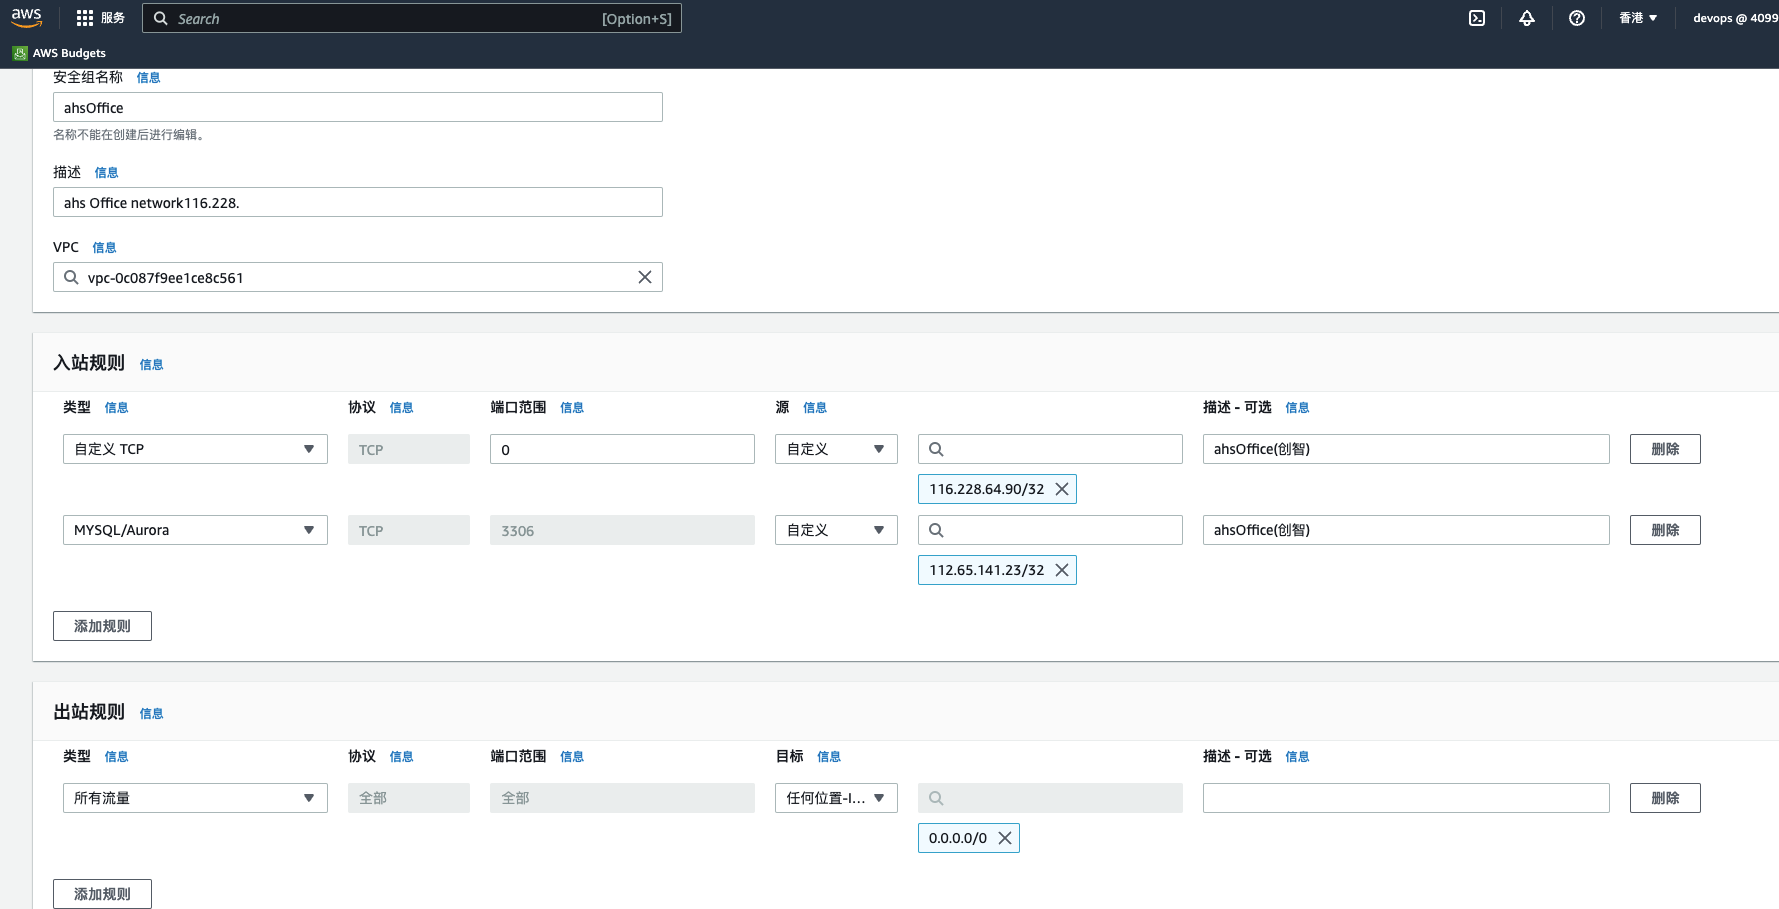 aws 服务 Search [Option+S] 香港 devops @ 4099
AWS Budgets
安全组名称 信息
ahsOffice
名称不能在创建后进行编辑。
描述 信息
ahs Office network116.228.
VPC 信息
vpc-0c087f9ee1ce8c561
入站规则 信息
类型 信息 协议 信息 端口范围 信息 源 信息 描述 - 可选 信息
自定义 TCP TCP 0 自定义 ahsOffice(创智) 删除
116.228.64.90/32
MYSQL/Aurora TCP 3306 自定义 ahsOffice(创智) 删除
112.65.141.23/32
添加规则
出站规则 信息
类型 信息 协议 信息 端口范围 信息 目标 信息 描述 - 可选 信息
所有流量 全部 全部 任何位置-I... 删除
0.0.0.0/0
添加规则